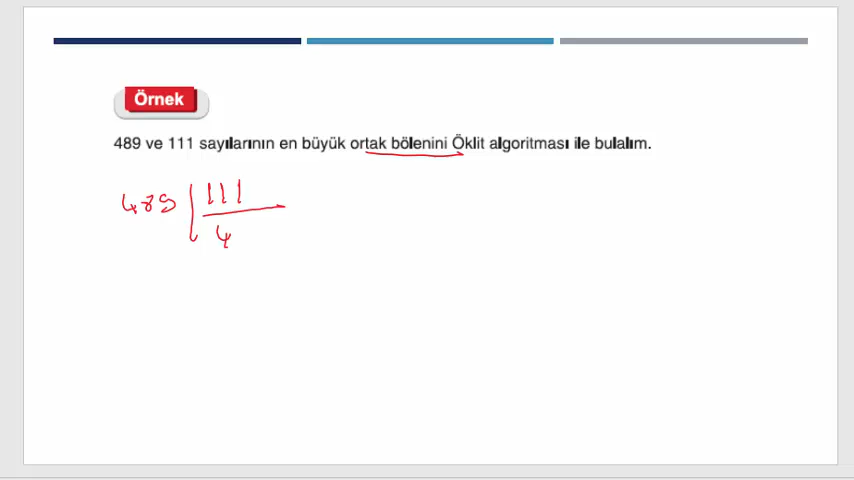 Örnek
489 ve 111 sayılarının en büyük ortak bölenini Öklit algoritması ile bulalım.
489 111
4